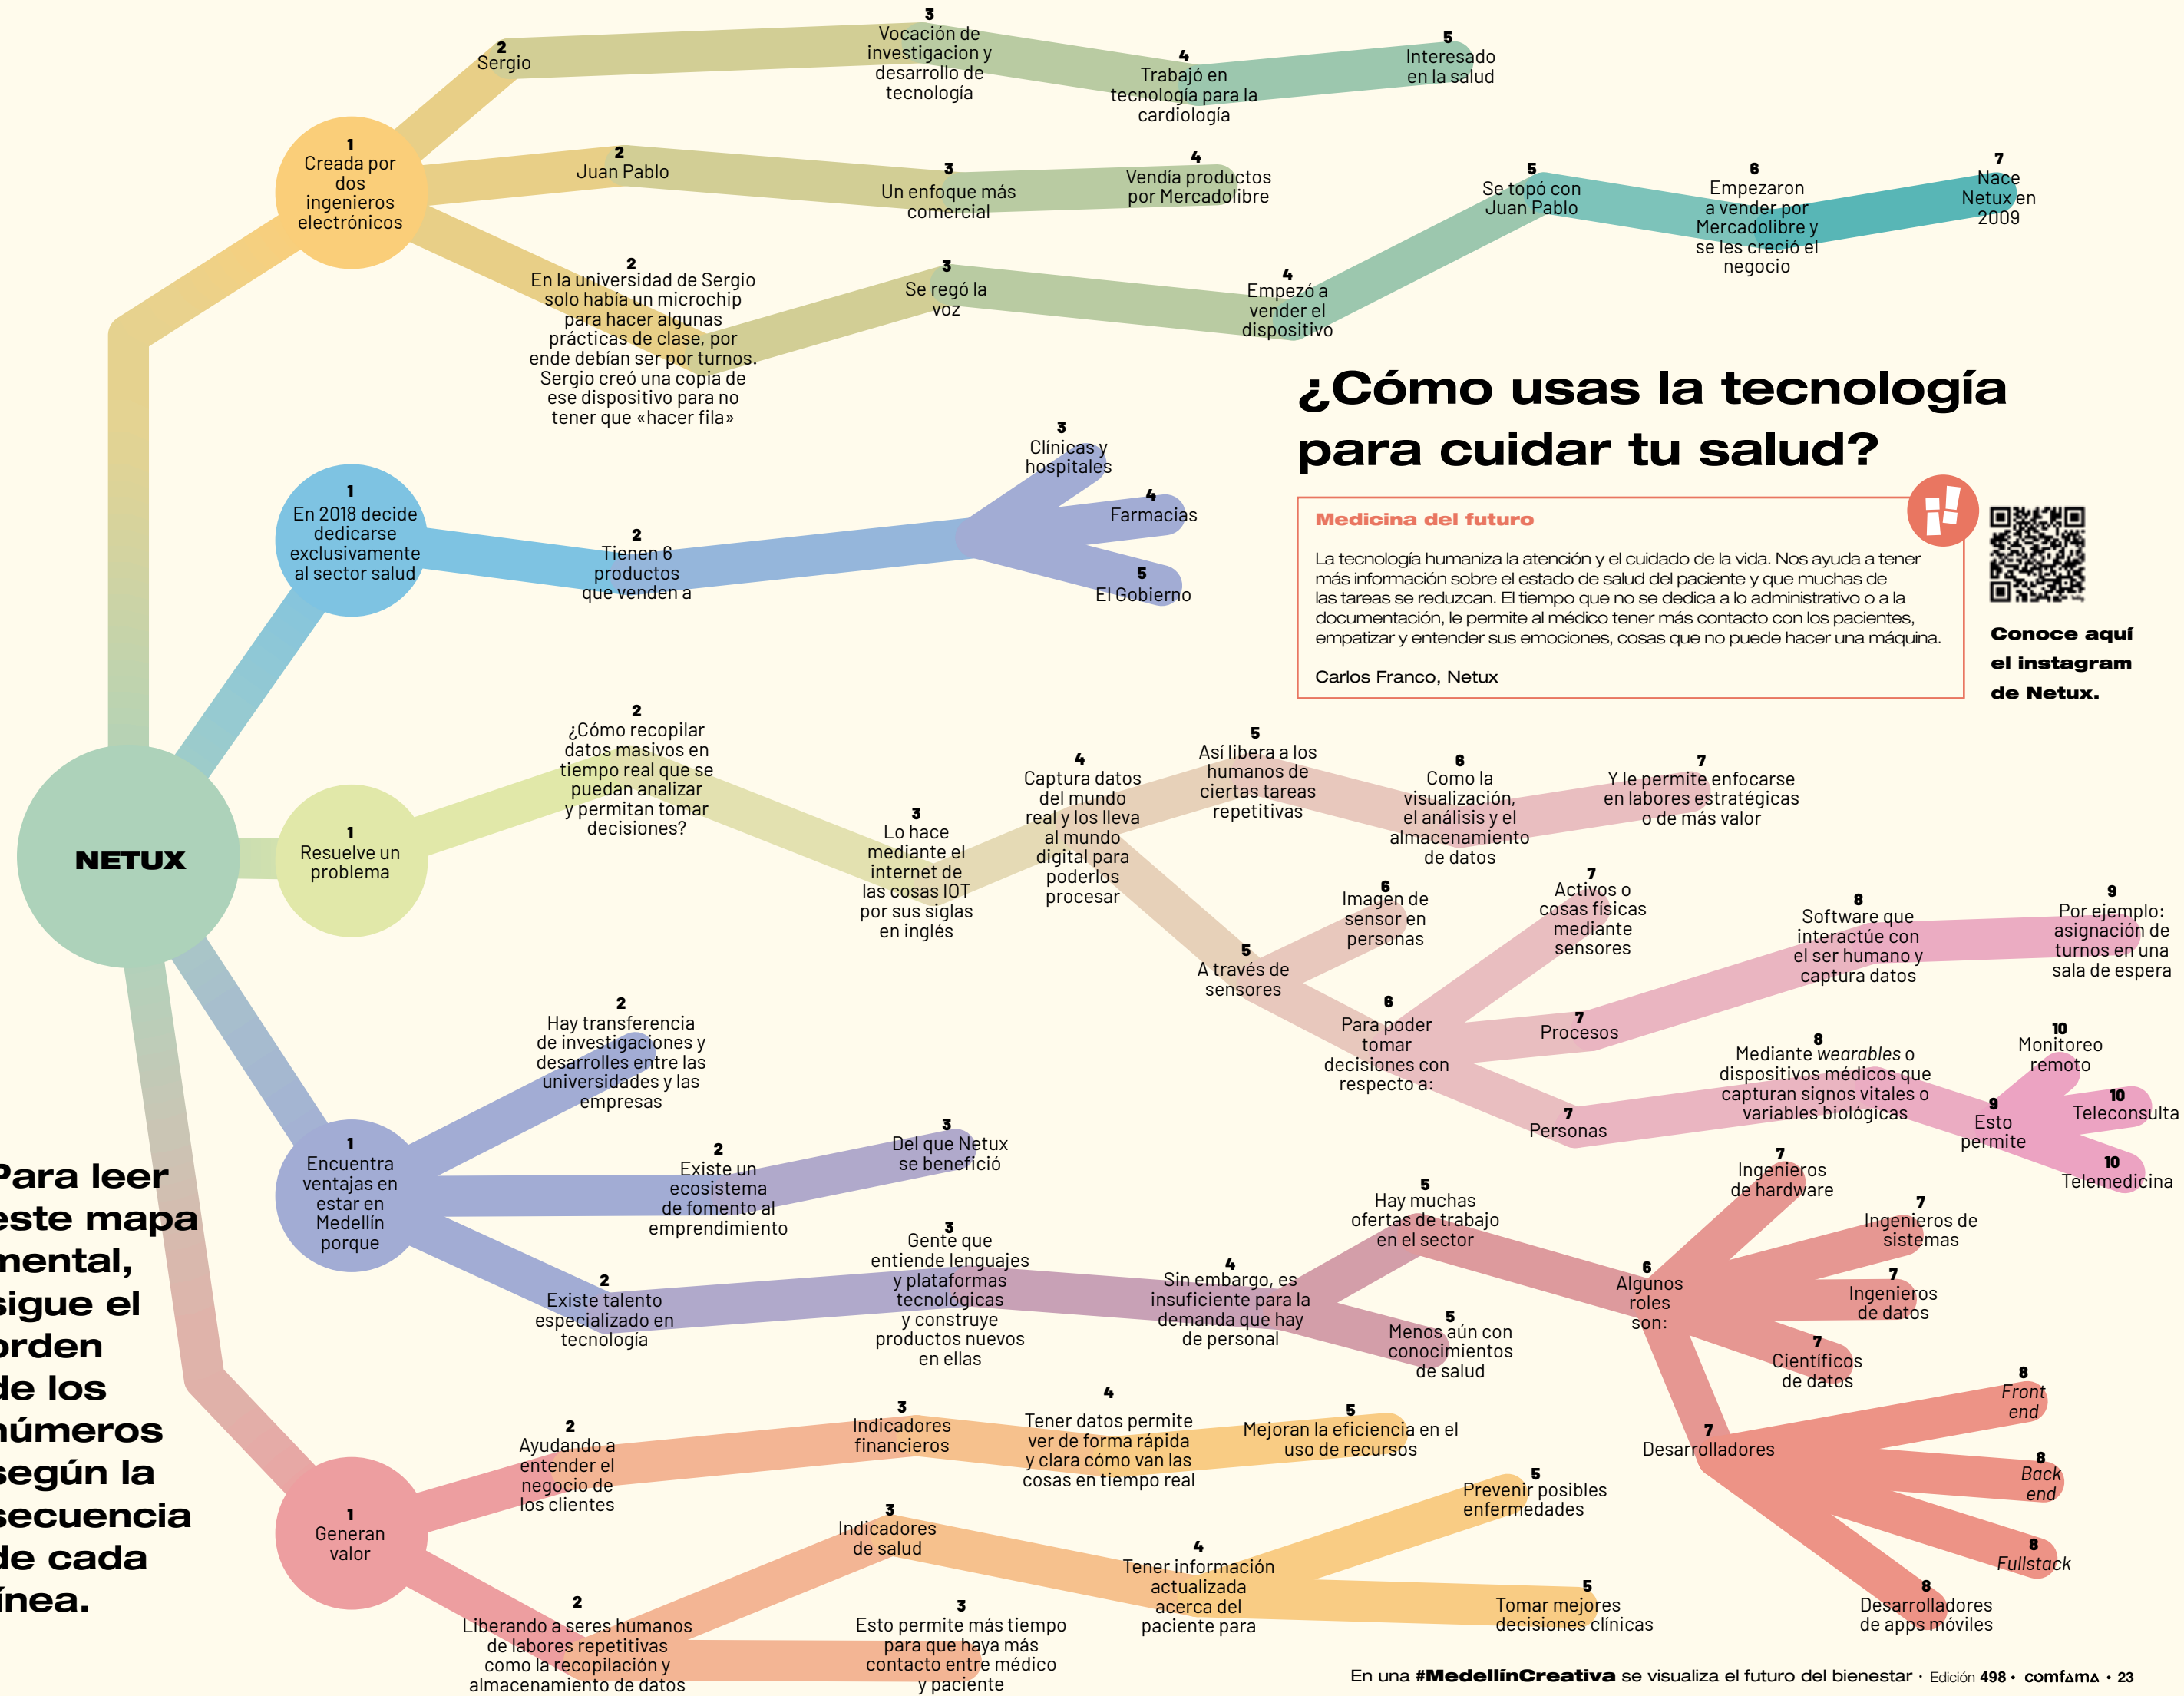 2
Sergio
3
Vocación de
investigacion y
desarrollo de
tecnología
4
Trabajó en
tecnología para la
cardiología
5
Interesado
en la salud
1
Creada por
dos
ingenieros
electrónicos
2
Juan Pablo
3
Un enfoque más
comercial
4
Vendía productos
por Mercadolibre
2
En la universidad de Sergio
solo había un microchip
para hacer algunas
prácticas de clase, por
ende debían ser por turnos.
Sergio creó una copia de
ese dispositivo para no
tener que «hacer fila»
3
Se regó la
voz
4
Empezó a
vender el
dispositivo
5
Se topó con
Juan Pablo
6
Empezaron
a vender por
Mercadolibre y
se les creció el
negocio
7
Nace
Netux en
2009
¿Cómo usas la tecnología
para cuidar tu salud?
Medicina del futuro
La tecnología humaniza la atención y el cuidado de la vida. Nos ayuda a tener
más información sobre el estado de salud del paciente y que muchas de
las tareas se reduzcan. El tiempo que no se dedica a lo administrativo o a la
documentación, le permite al médico tener más contacto con los pacientes,
empatizar y entender sus emociones, cosas que no puede hacer una máquina.
Carlos Franco, Netux
Conoce aquí
el instagram
de Netux.
1
En 2018 decide
dedicarse
exclusivamente
al sector salud
2
Tienen 6
productos
que venden a
3
Clínicas y
hospitales
4
Farmacias
5
El Gobierno
NETUX
1
Resuelve un
problema
2
¿Cómo recopilar
datos masivos en
tiempo real que se
puedan analizar
y permitan tomar
decisiones?
3
Lo hace
mediante el
internet de
las cosas IOT
por sus siglas
en inglés
4
Captura datos
del mundo
real y los lleva
al mundo
digital para
poderlos
procesar
5
Así libera a los
humanos de
ciertas tareas
repetitivas
6
Como la
visualización,
el análisis y el
almacenamiento
de datos
7
Y le permite enfocarse
en labores estratégicas
o de más valor
5
A través de
sensores
6
Imagen de
sensor en
personas
6
Para poder
tomar
decisiones con
respecto a:
7
Activos o
cosas físicas
mediante
sensores
7
Procesos
8
Software que
interactúe con
el ser humano y
captura datos
9
Por ejemplo:
asignación de
turnos en una
sala de espera
7
Personas
8
Mediante wearables o
dispositivos médicos que
capturan signos vitales o
variables biológicas
9
Esto
permite
10
Monitoreo
remoto
10
Teleconsulta
10
Telemedicina
1
Encuentra
ventajas en
estar en
Medellín
porque
2
Hay transferencia
de investigaciones y
desarrolles entre las
universidades y las
empresas
2
Existe un
ecosistema
de fomento al
emprendimiento
3
Del que Netux
se benefició
2
Existe talento
especializado en
tecnología
3
Gente que
entiende lenguajes
y plataformas
tecnológicas
y construye
productos nuevos
en ellas
4
Sin embargo, es
insuficiente para la
demanda que hay
de personal
5
Hay muchas
ofertas de trabajo
en el sector
5
Menos aún con
conocimientos
de salud
6
Algunos
roles
son:
7
Ingenieros
de hardware
7
Ingenieros de
sistemas
7
Ingenieros
de datos
7
Científicos
de datos
7
Desarrolladores
8
Front
end
8
Back
end
8
Fullstack
8
Desarrolladores
de apps móviles
1
Generan
valor
2
Ayudando a
entender el
negocio de
los clientes
3
Indicadores
financieros
4
Tener datos permite
ver de forma rápida
y clara cómo van las
cosas en tiempo real
5
Mejoran la eficiencia en el
uso de recursos
2
Liberando a seres humanos
de labores repetitivas
como la recopilación y
almacenamiento de datos
3
Indicadores
de salud
4
Tener información
actualizada
acerca del
paciente para
5
Prevenir posibles
enfermedades
5
Tomar mejores
decisiones clínicas
3
Esto permite más tiempo
para que haya más
contacto entre médico
y paciente
Para leer
este mapa
mental,
sigue el
orden
de los
números
según la
secuencia
de cada
línea.
En una #MedellínCreativa se visualiza el futuro del bienestar · Edición 498 · comfama · 23